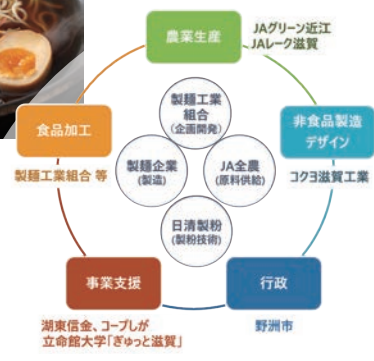 農業生産
JAグリーン近江
JAレーク滋賀
製麺工業
組合
(企画開発)
食品加工
非食品製造
デザイン
製麺工業組合 等
製麺企業
(製造)
JA全農
(原料供給)
コクヨ滋賀工業
日清製粉
(製粉技術)
事業支援
行政
湖東信金、コープしが
立命館大学「ぎゅっと滋賀」
野洲市